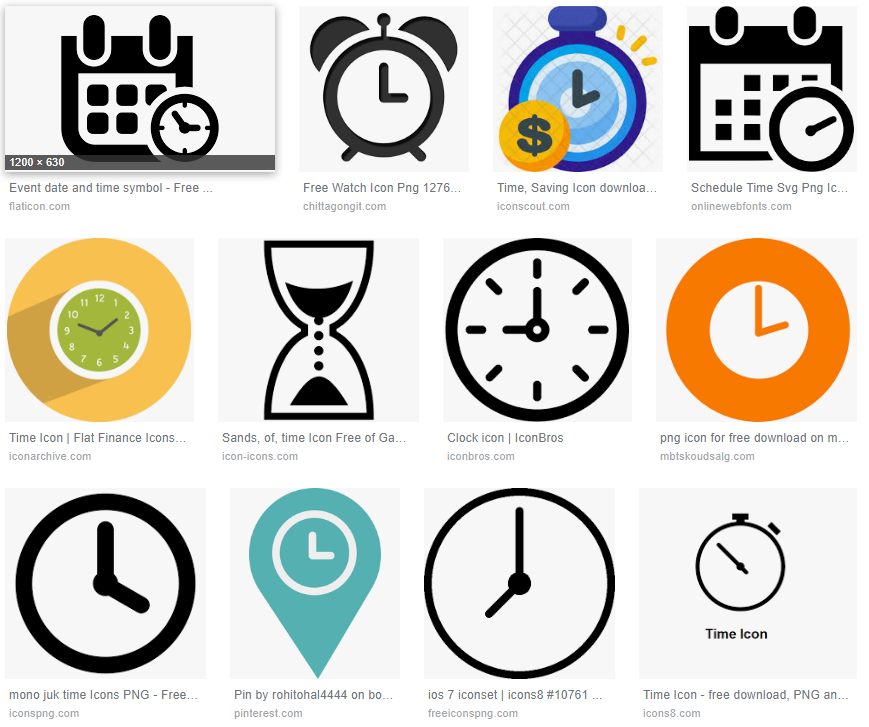 1200 × 630
$
Event date and time symbol - Free ...
flaticon.com
Free Watch Icon Png 1276...
chittagongit.com
Time, Saving Icon downloa...
iconscout.com
Schedule Time Svg Png Ic...
onlinewebfonts.com
12
11 1
10 2
9 3
8 4
7 5
6
Time Icon | Flat Finance Icons...
iconarchive.com
Sands, of, time Icon Free of Ga...
icon-icons.com
Clock icon | IconBros
iconbros.com
png icon for free download on m...
mbtskoudsalg.com
Time Icon
mono juk time Icons PNG - Free...
iconspng.com
Pin by rohitohal4444 on bo...
pinterest.com
ios 7 iconset | icons8 #10761 ...
freeiconspng.com
Time Icon - free download, PNG an...
icons8.com